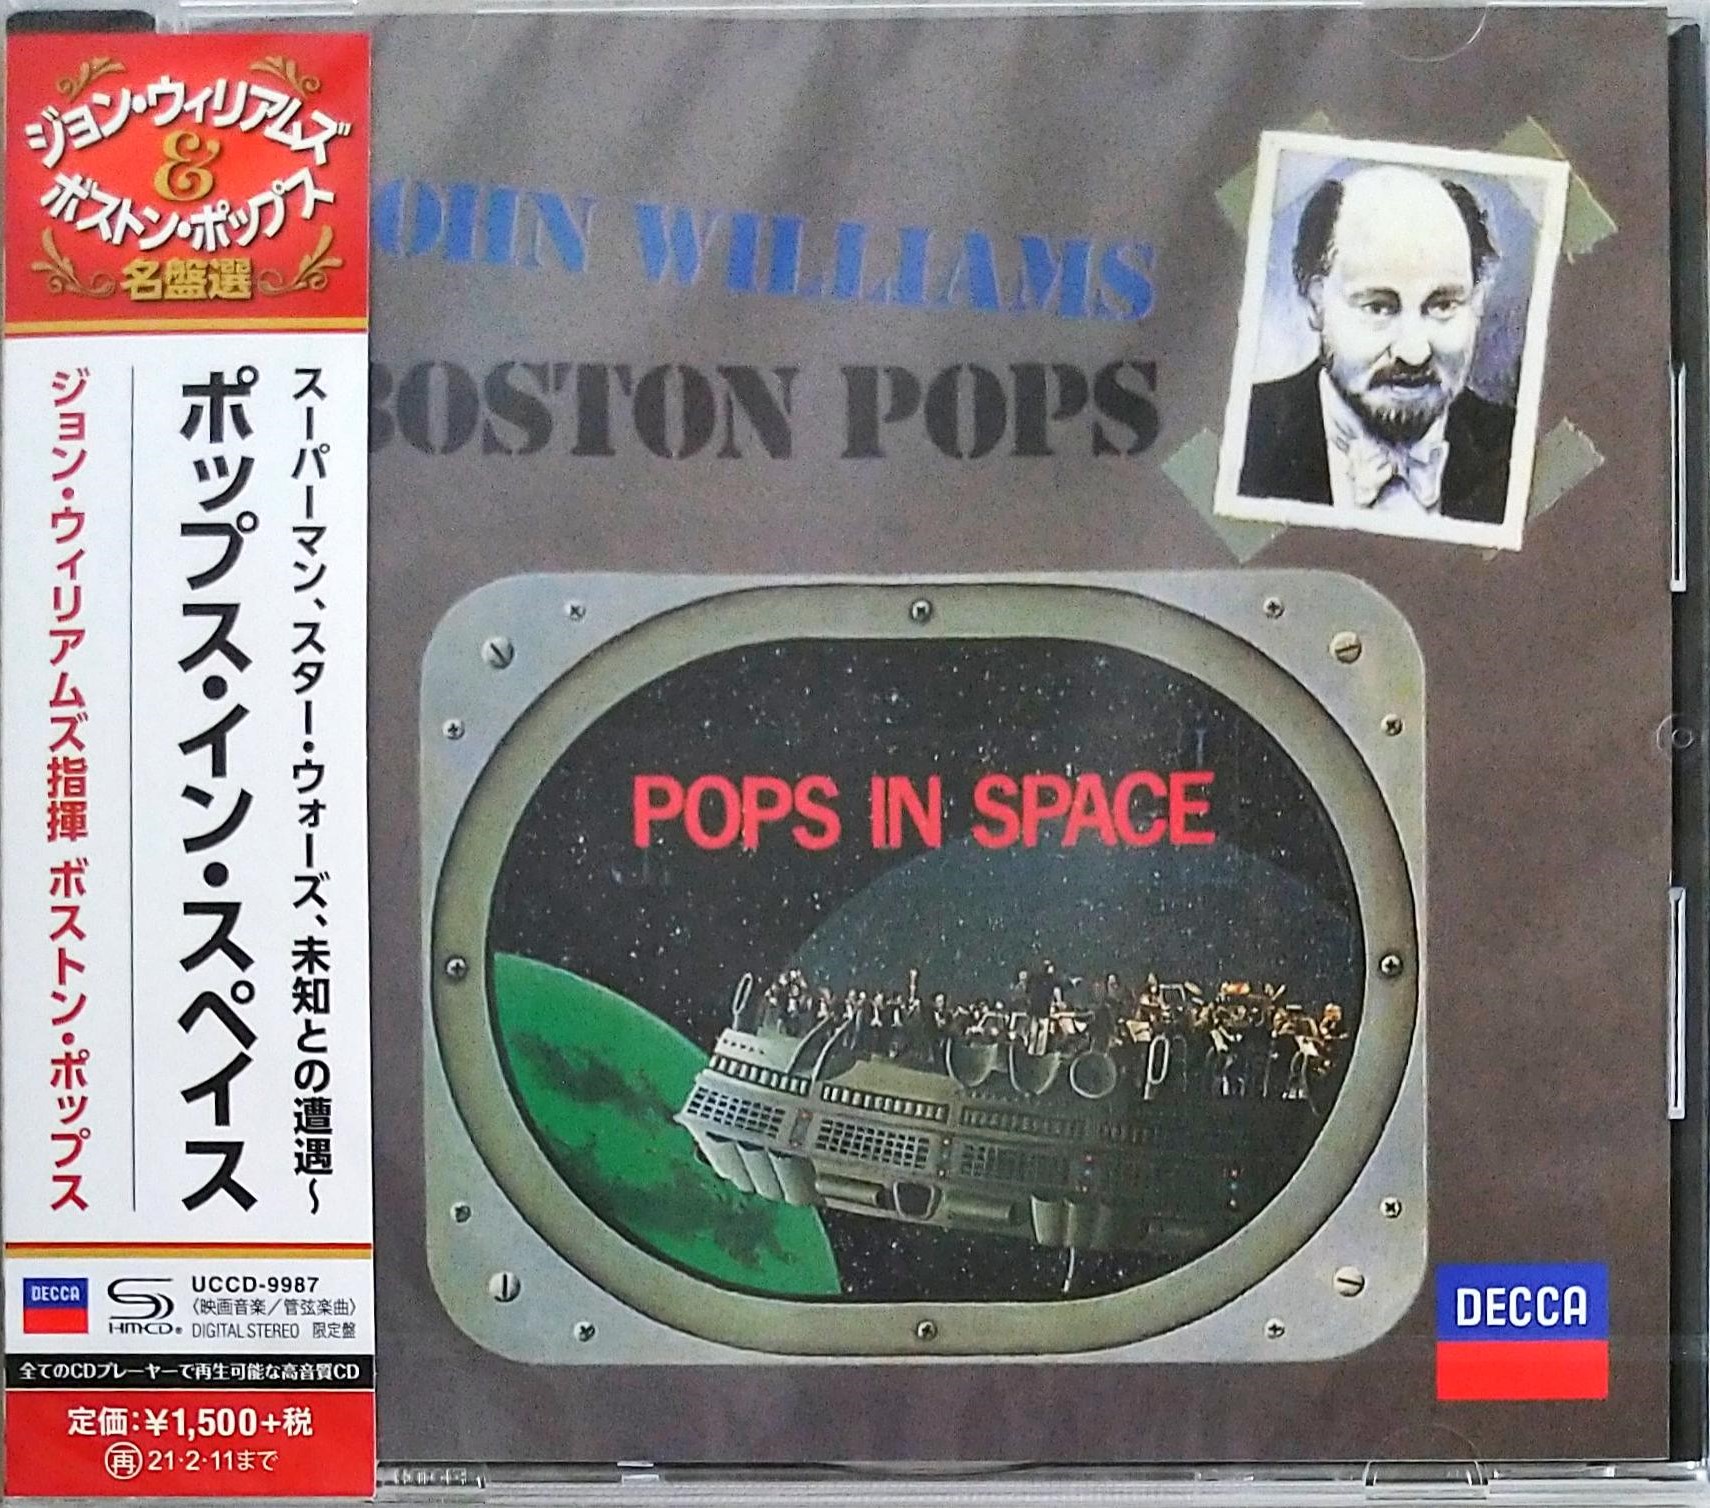 ジョン・ウィリアムズ
&
ボストン・ポップス
名盤選
スーパーマン、スター・ウォーズ、未知との遭遇〜
ポップス・イン・スペイス
ジョン・ウィリアムズ指揮 ボストン・ポップス
DECCA
SHM-CD®
UCCD-9987
〈映画音楽／管弦楽曲〉
DIGITAL STEREO 限定盤
全てのCDプレーヤーで再生可能な高音質CD
定価:¥1,500+税
再 21・2・11まで
OHN WILLIAMS
BOSTON POPS
POPS IN SPACE
DECCA